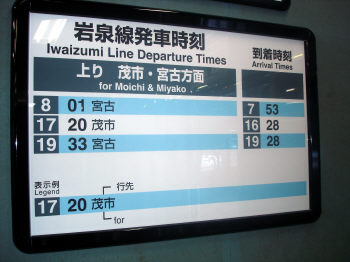 岩泉線発車時刻
Iwaizumi Line Departure Times
到着時刻
Arrival Times
上り 茂市・宮古方面
for Moichi & Miyako
8 01 宮古 7 53
17 20 茂市 16 28
19 33 宮古 19 28
表示例
Legend
行先
17 20 茂市
for